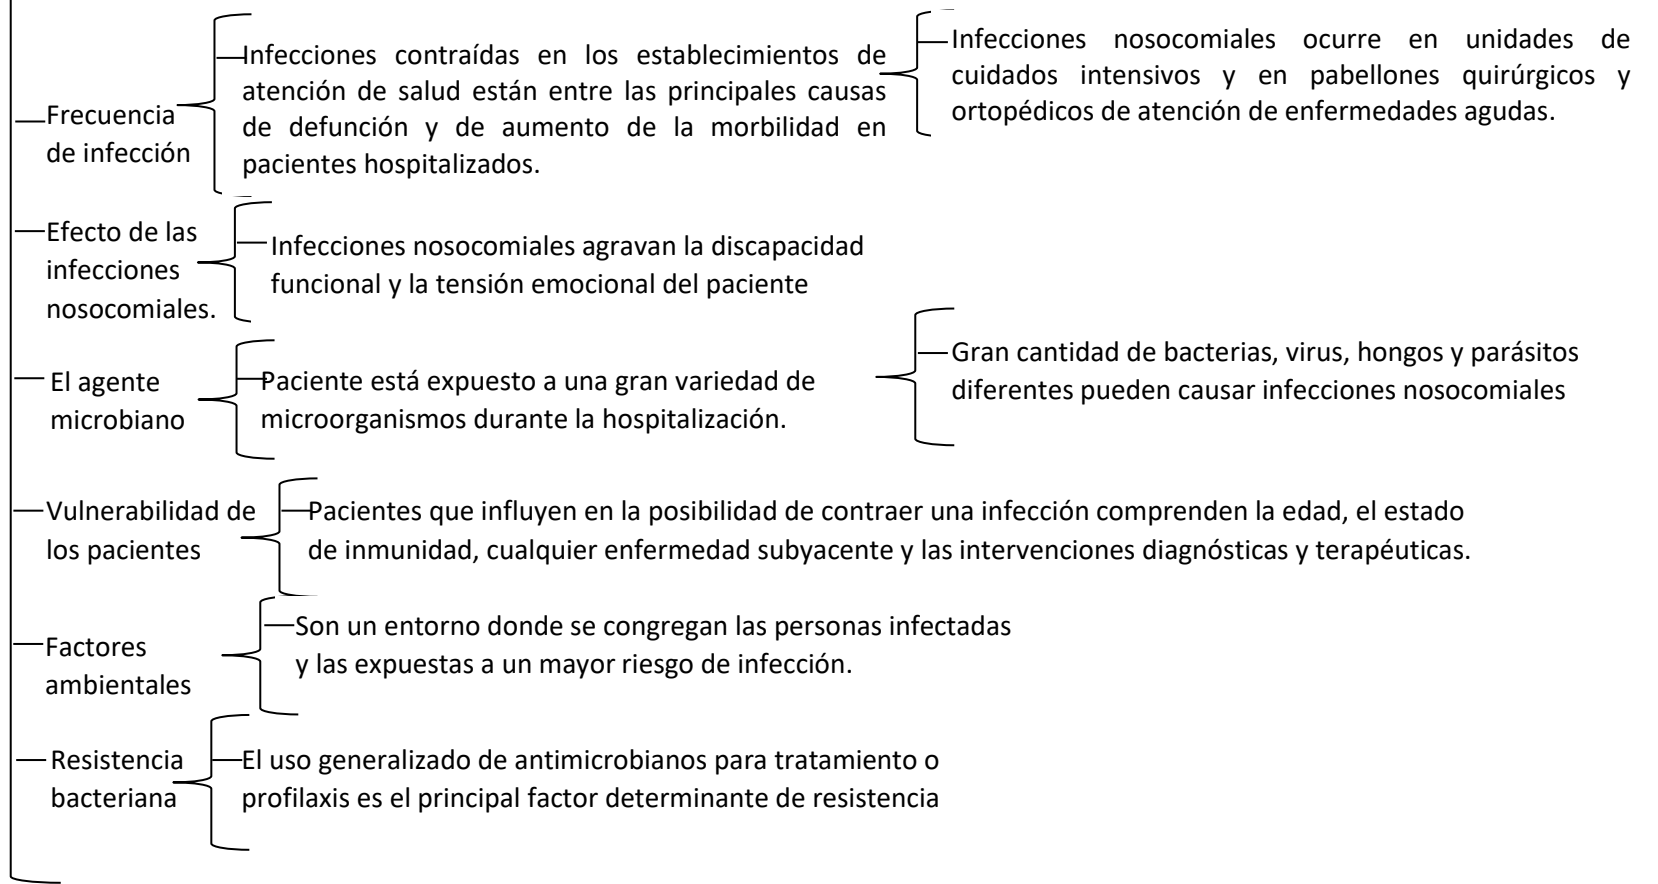 Frecuencia
de infección
Infecciones contraídas en los establecimientos de
atención de salud están entre las principales causas
de defunción y de aumento de la morbilidad en
pacientes hospitalizados.
Infecciones nosocomiales ocurre en unidades de
cuidados intensivos y en pabellones quirúrgicos y
ortopédicos de atención de enfermedades agudas.
Efecto de las
infecciones
nosocomiales.
Infecciones nosocomiales agravan la discapacidad
funcional y la tensión emocional del paciente
El agente
microbiano
Paciente está expuesto a una gran variedad de
microorganismos durante la hospitalización.
Gran cantidad de bacterias, virus, hongos y parásitos
diferentes pueden causar infecciones nosocomiales
Vulnerabilidad de
los pacientes
Pacientes que influyen en la posibilidad de contraer una infección comprenden la edad, el estado
de inmunidad, cualquier enfermedad subyacente y las intervenciones diagnósticas y terapéuticas.
Factores
ambientales
Son un entorno donde se congregan las personas infectadas
y las expuestas a un mayor riesgo de infección.
Resistencia
bacteriana
El uso generalizado de antimicrobianos para tratamiento o
profilaxis es el principal factor determinante de resistencia